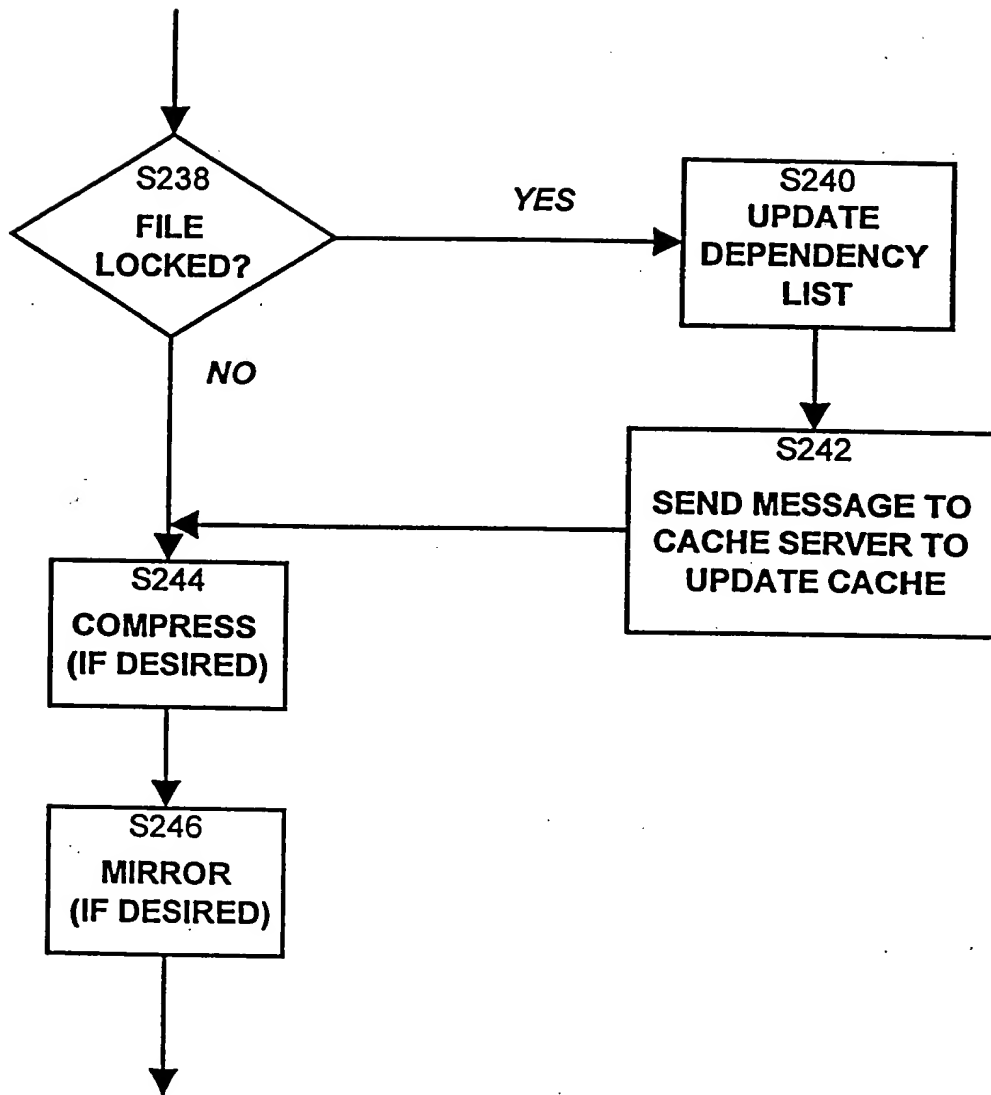 S238
FILE
LOCKED?
YES
S240
UPDATE
DEPENDENCY
LIST
NO
S242
SEND MESSAGE TO
CACHE SERVER TO
UPDATE CACHE
S244
COMPRESS
(IF DESIRED)
S246
MIRROR
(IF DESIRED)